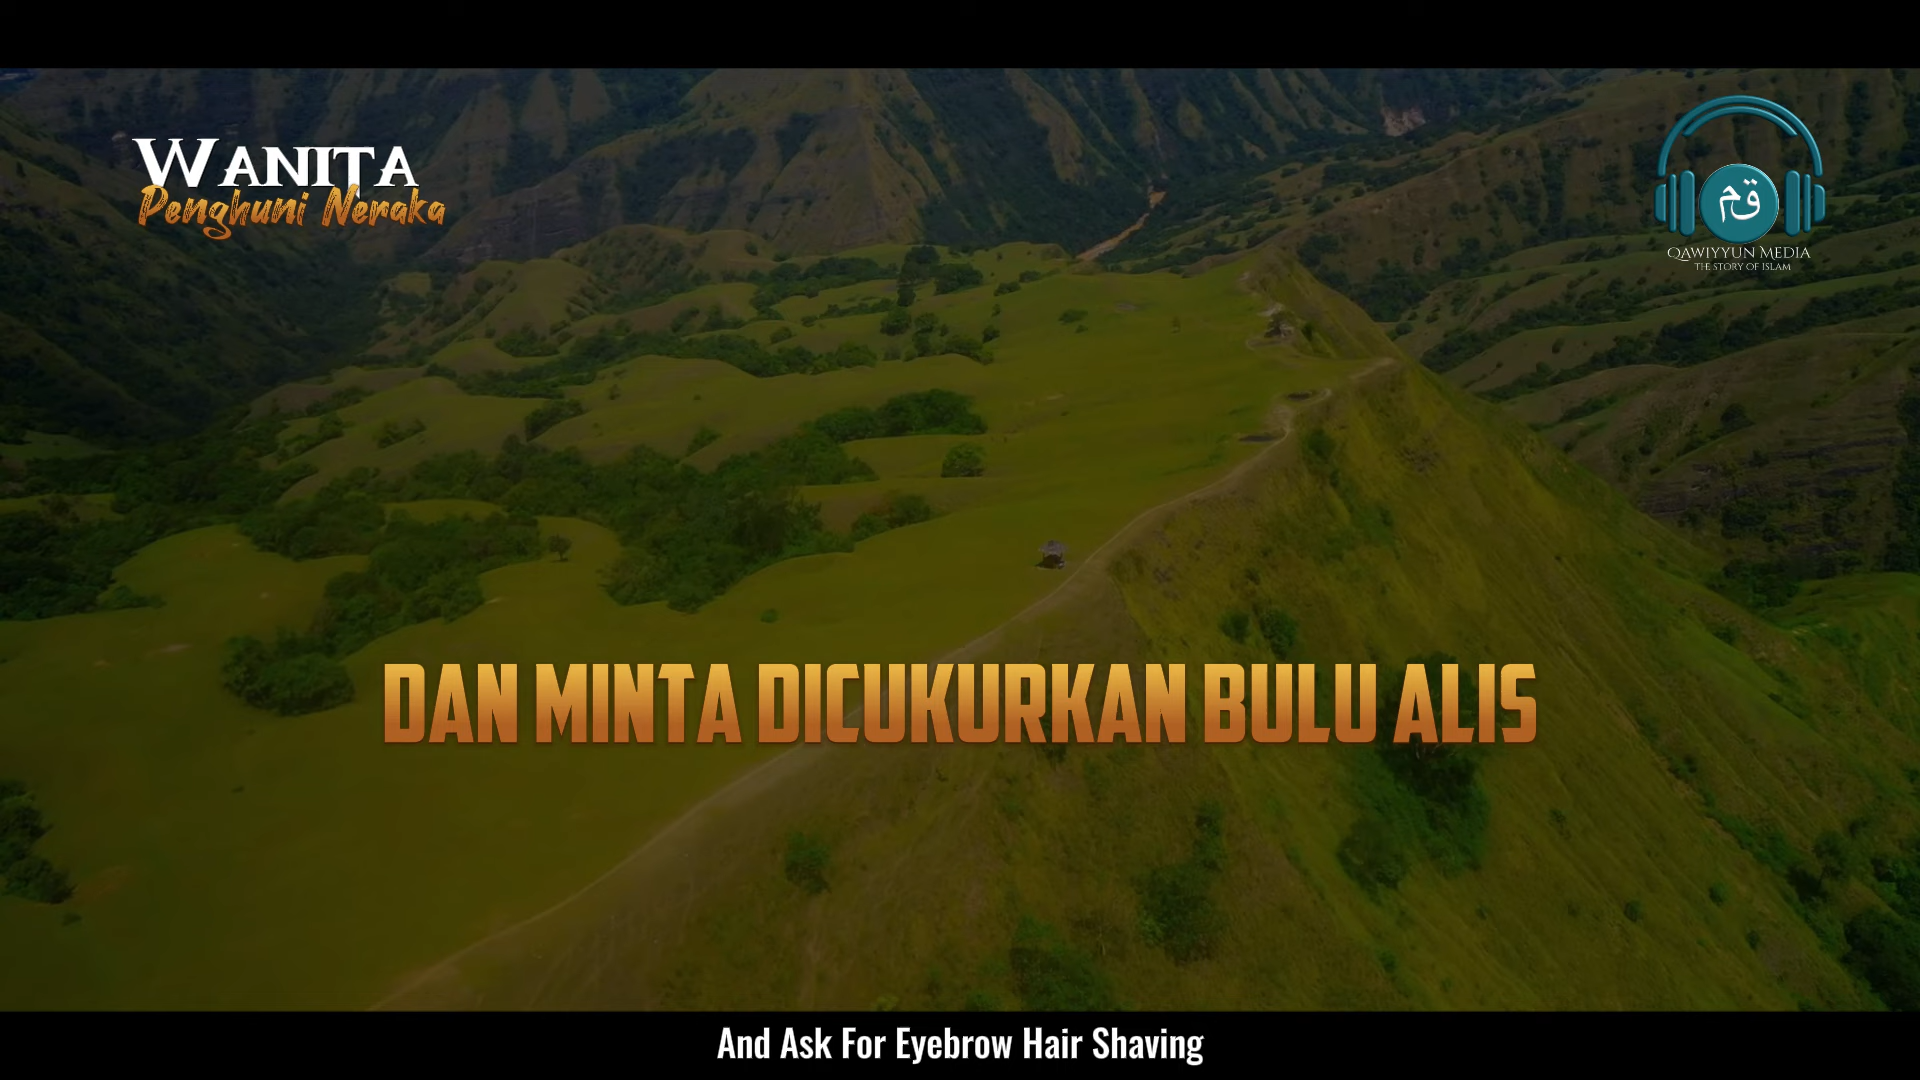 WANITA
Penghuni Neraka
قم
QAWIYYUN MEDIA
THE STORY OF ISLAM
DAN MINTA DICUKURKAN BULU ALIS
And Ask For Eyebrow Hair Shaving